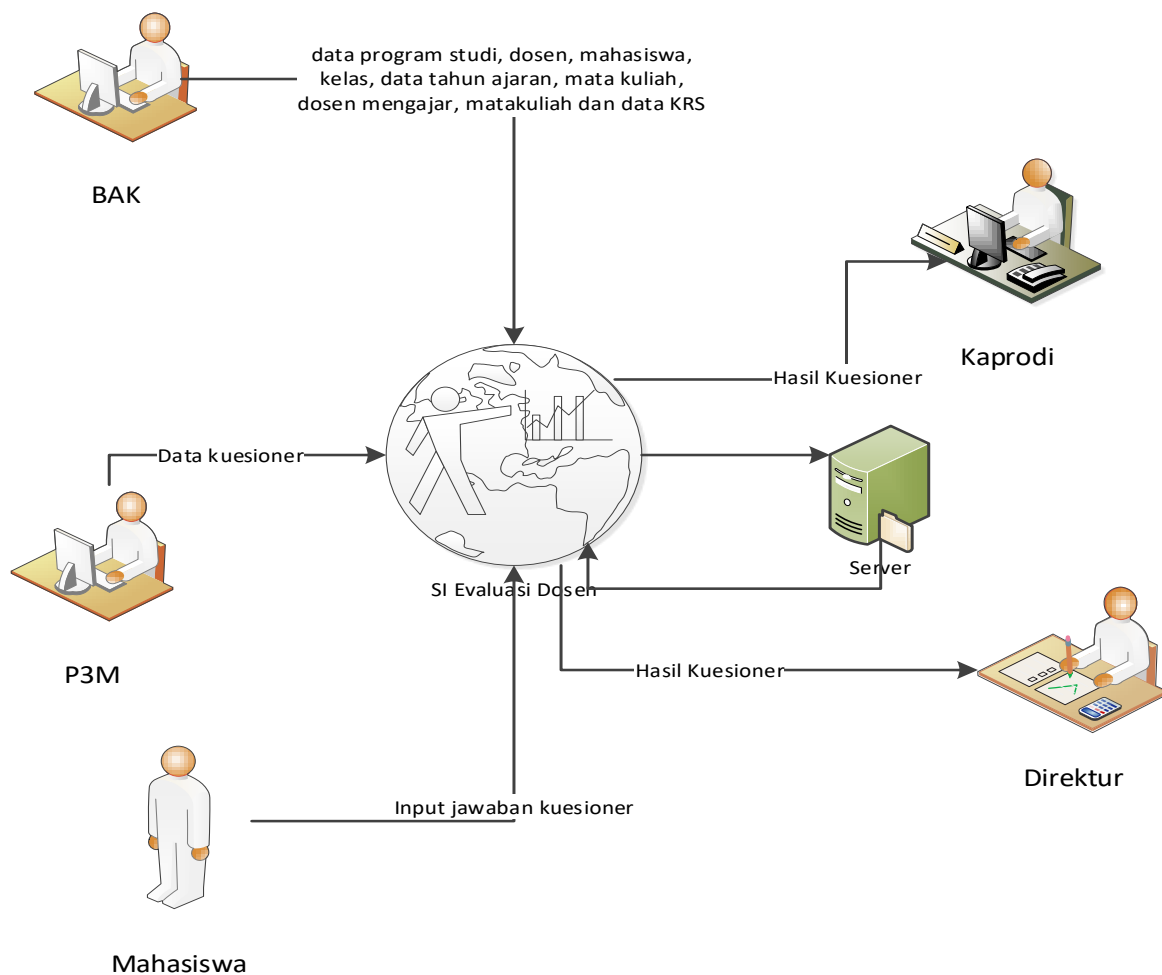 data program studi, dosen, mahasiswa,
kelas, data tahun ajaran, mata kuliah,
dosen mengajar, matakuliah dan data KRS
BAK
Kaprodi
Hasil Kuesioner
Data kuesioner
Server
SI Evaluasi Dosen
P3M
Hasil Kuesioner
Direktur
Input jawaban kuesioner
Mahasiswa